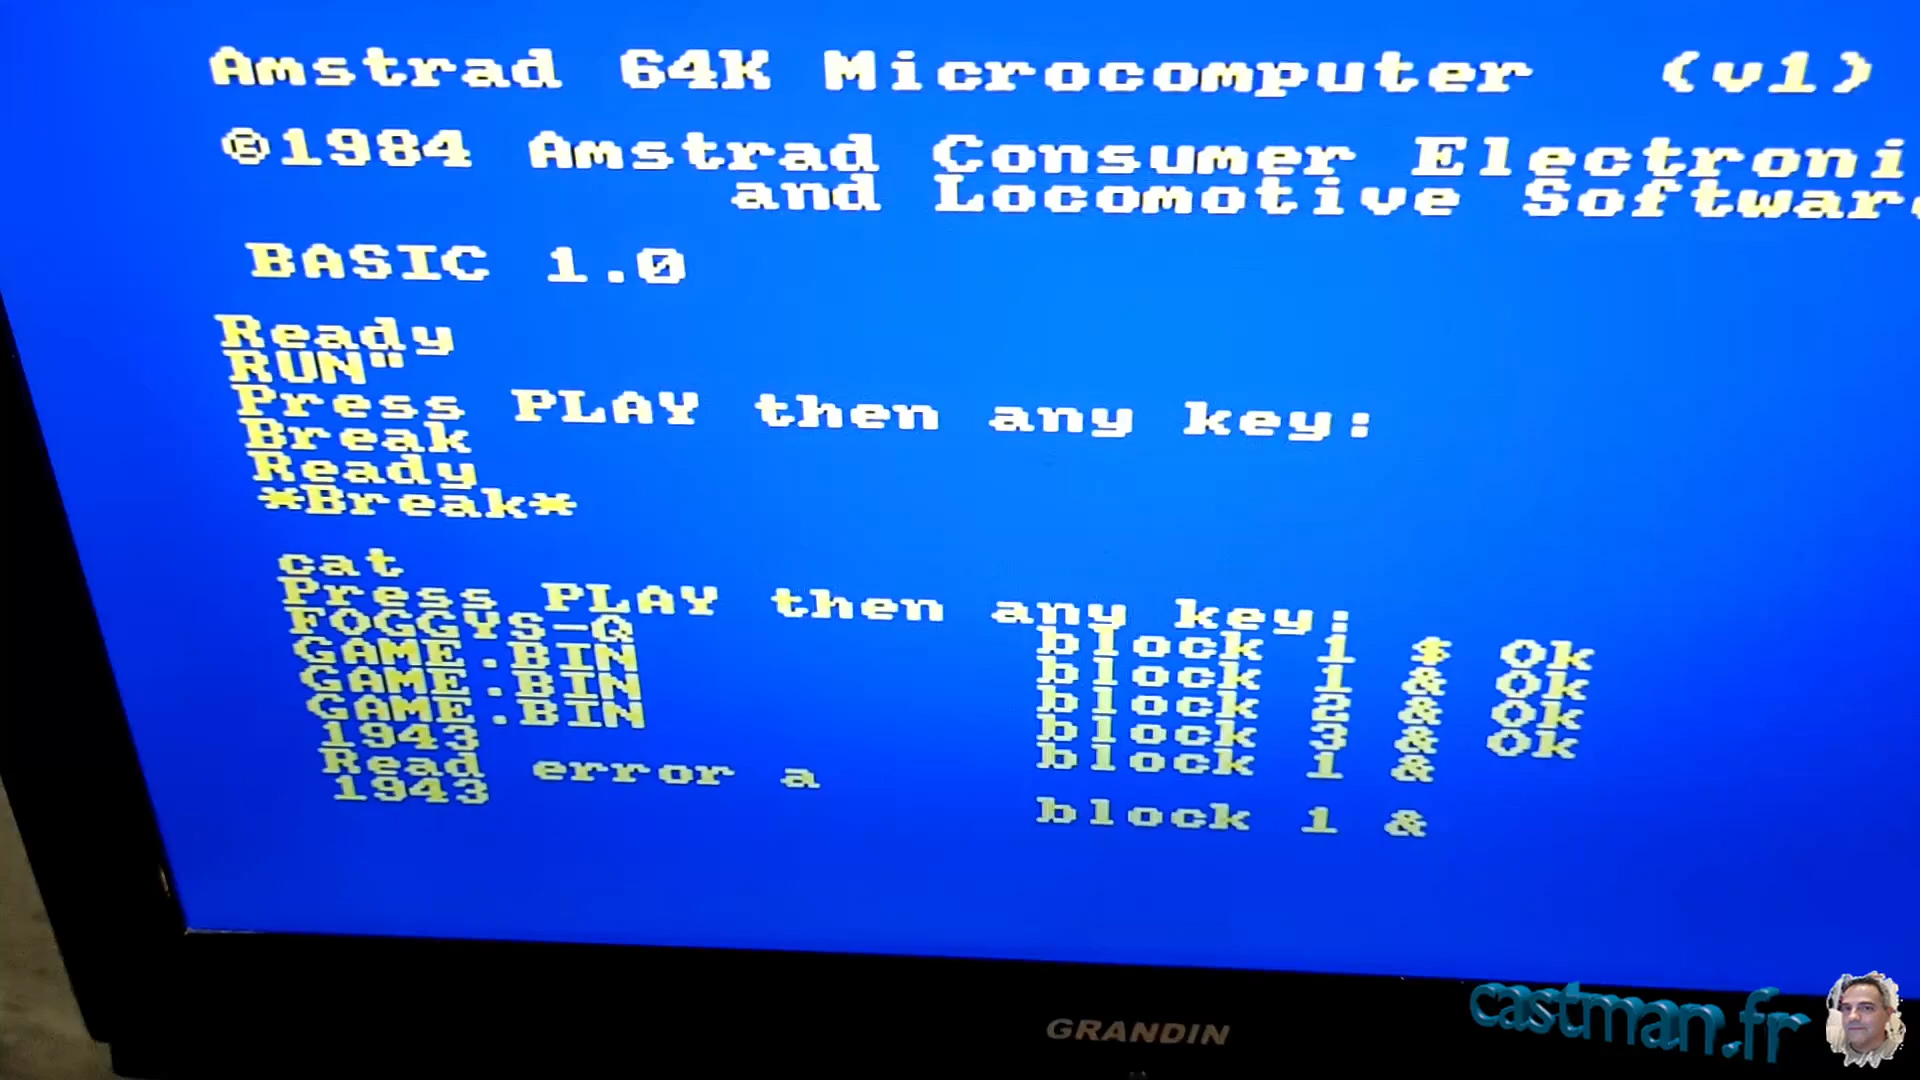 Amstrad 64K Microcomputer (v1)
©1984 Amstrad Consumer Electroni
and Locomotive Software
BASIC 1.0
Ready
RUN"
Press PLAY then any key:
Break
Ready
*Break*
cat
Press PLAY then any key:
FOGGYS-Q block 1 $ Ok
GAME.BIN block 1 & Ok
GAME.BIN block 2 & Ok
GAME.BIN block 3 & Ok
1943 block 1 &
Read error a
1943 block 1 &
GRANDIN
castman.fr